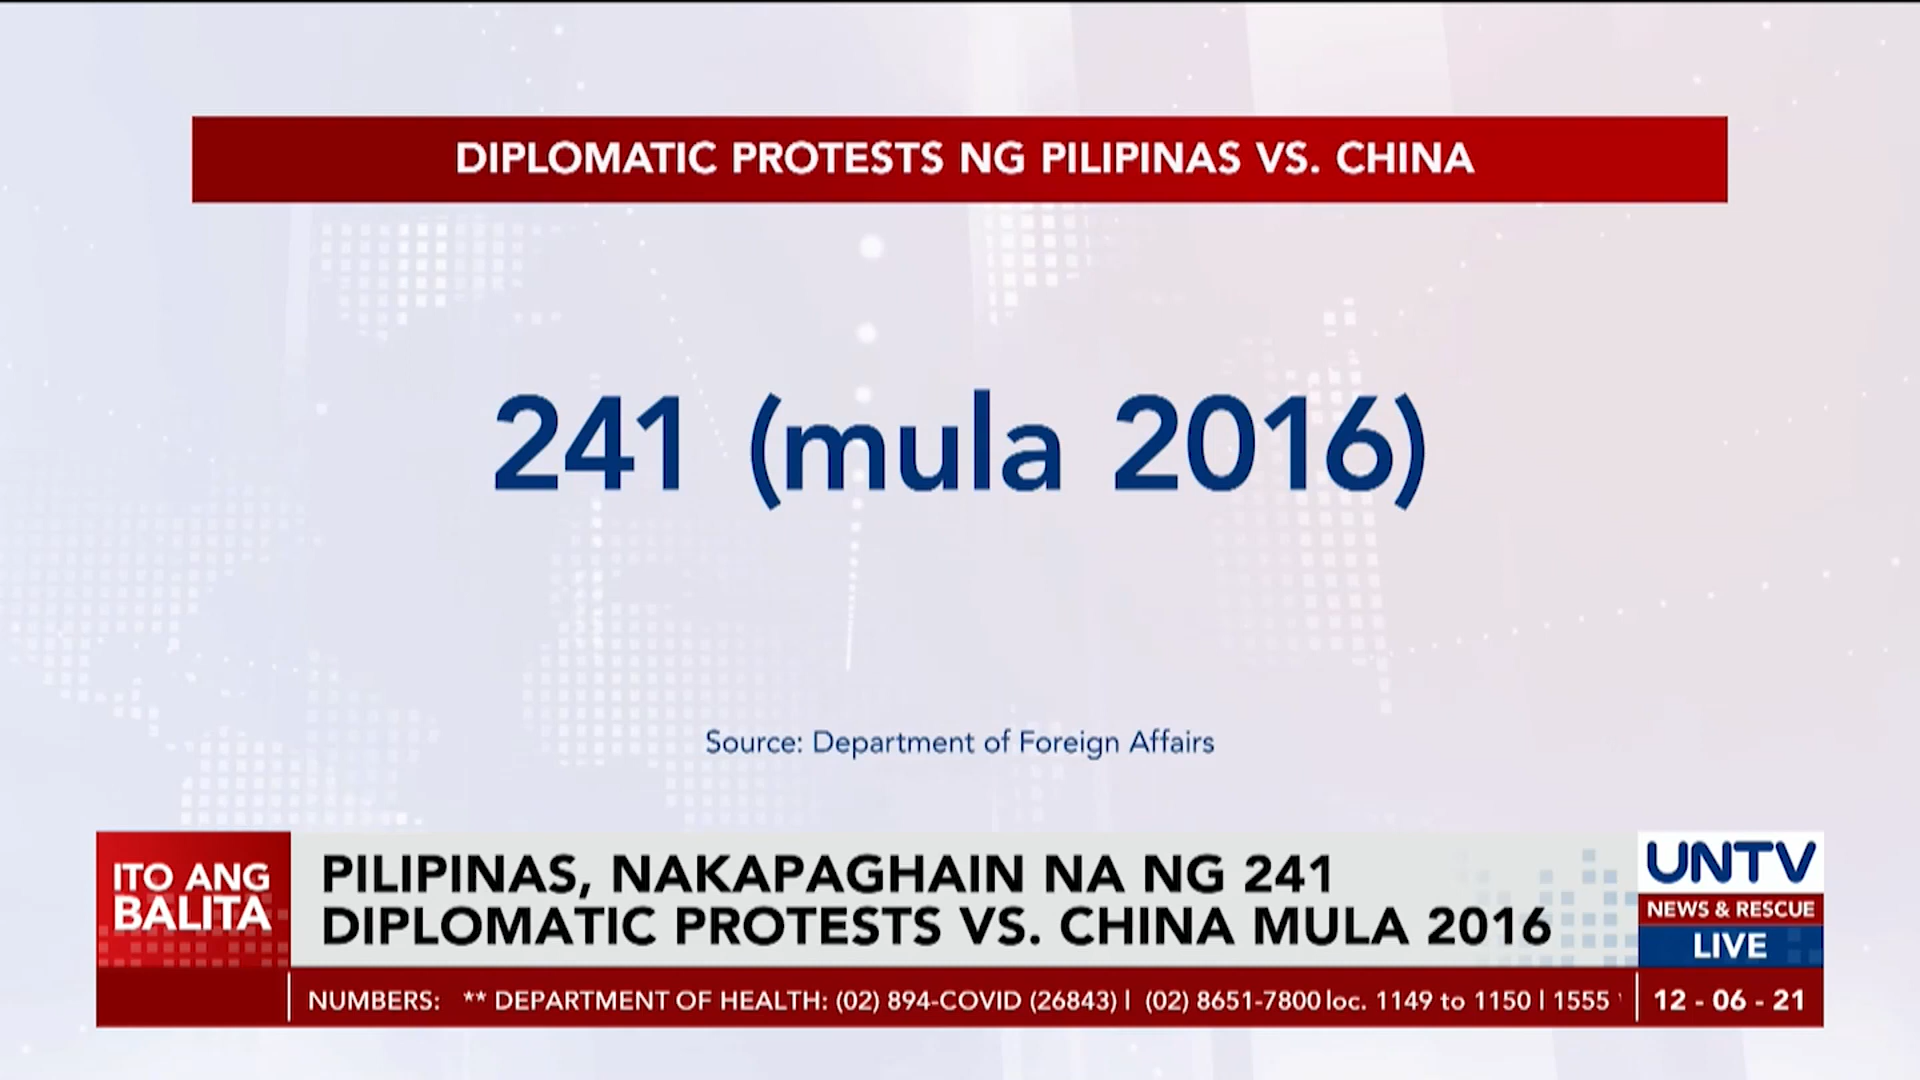 DIPLOMATIC PROTESTS NG PILIPINAS VS. CHINA
241 (mula 2016)
Source: Department of Foreign Affairs
ITO ANG
BALITA
PILIPINAS, NAKAPAGHAIN NA NG 241
DIPLOMATIC PROTESTS VS. CHINA MULA 2016
UNTV
NEWS & RESCUE
LIVE
NUMBERS: ** DEPARTMENT OF HEALTH: (02) 894-COVID (26843) | (02) 8651-7800 loc. 1149 to 1150 | 1555
12 - 06 - 21